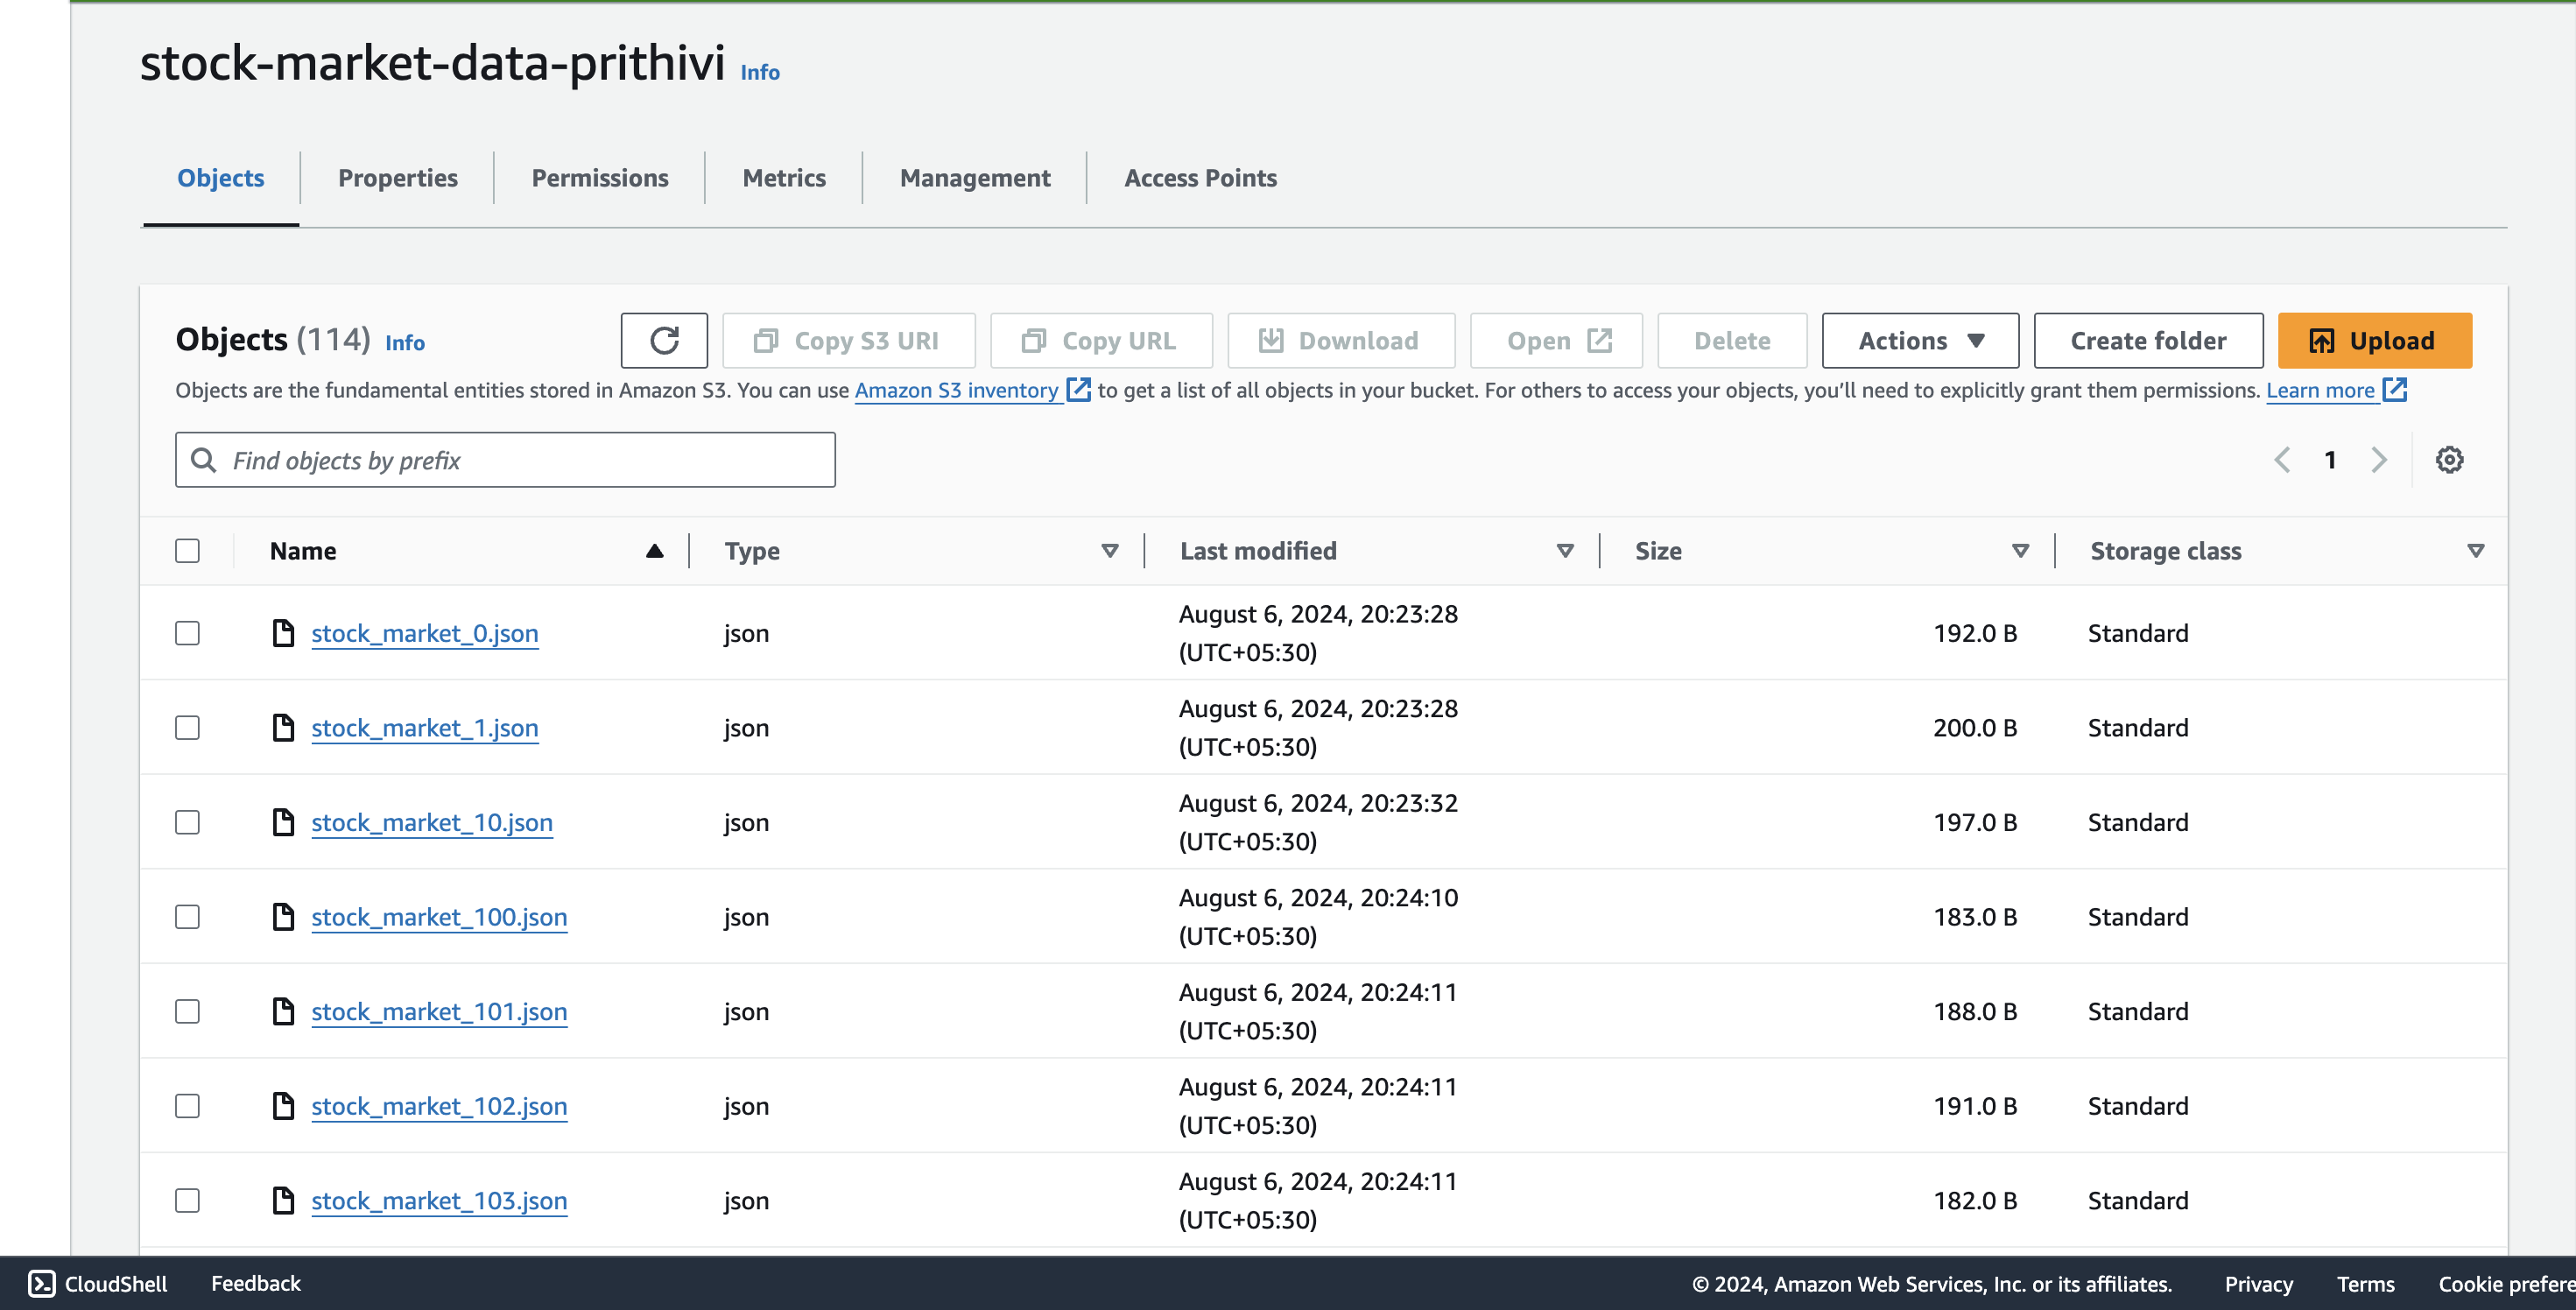 stock-market-data-prithivi Info
Objects Properties Permissions Metrics Management Access Points
Objects (114) Info Copy S3 URI Copy URL Download Open Delete Actions Create folder Upload
Objects are the fundamental entities stored in Amazon S3. You can use Amazon S3 inventory to get a list of all objects in your bucket. For others to access your objects, you’ll need to explicitly grant them permissions. Learn more
Find objects by prefix 1
Name Type Last modified Size Storage class
stock_market_0.json json August 6, 2024, 20:23:28 (UTC+05:30) 192.0 B Standard
stock_market_1.json json August 6, 2024, 20:23:28 (UTC+05:30) 200.0 B Standard
stock_market_10.json json August 6, 2024, 20:23:32 (UTC+05:30) 197.0 B Standard
stock_market_100.json json August 6, 2024, 20:24:10 (UTC+05:30) 183.0 B Standard
stock_market_101.json json August 6, 2024, 20:24:11 (UTC+05:30) 188.0 B Standard
stock_market_102.json json August 6, 2024, 20:24:11 (UTC+05:30) 191.0 B Standard
stock_market_103.json json August 6, 2024, 20:24:11 (UTC+05:30) 182.0 B Standard
CloudShell Feedback © 2024, Amazon Web Services, Inc. or its affiliates. Privacy Terms Cookie prefere